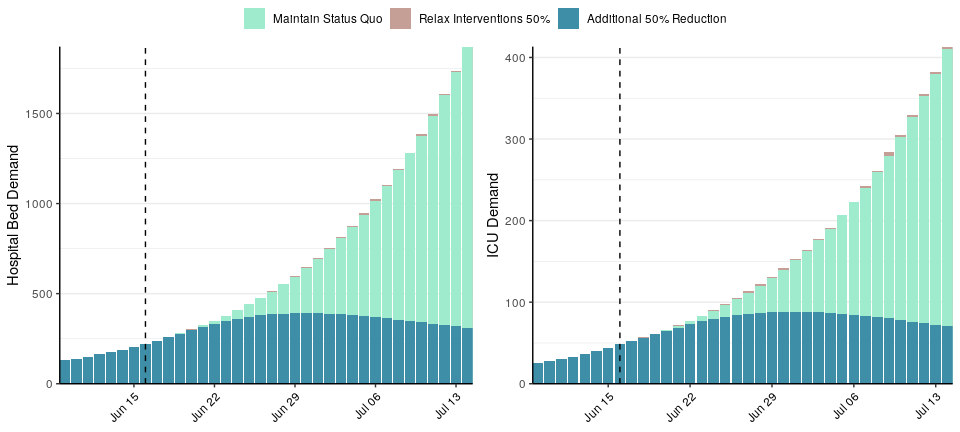 Maintain Status Quo Relax Interventions 50% Additional 50% Reduction
Hospital Bed Demand
1500
1000
500
0
Jun 15
Jun 22
Jun 29
Jul 06
Jul 13
ICU Demand
400
300
200
100
0
Jun 15
Jun 22
Jun 29
Jul 06
Jul 13